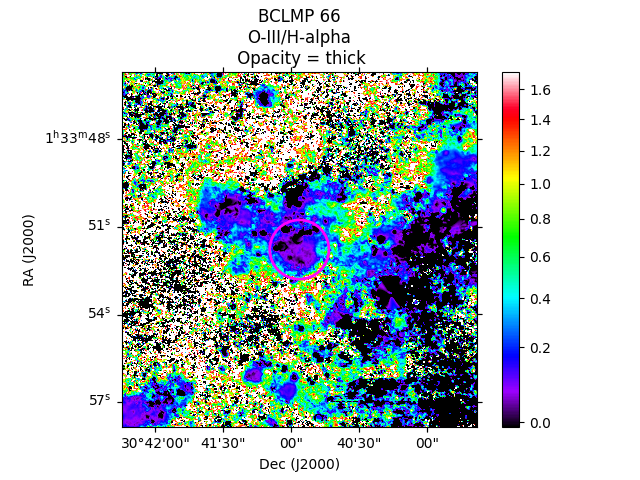 BCLMP 66
O-III/H-alpha
Opacity = thick
1ʰ33ᵐ48ˢ
51ˢ
54ˢ
57ˢ
RA (J2000)
30°42'00" 41'30" 00" 40'30" 00"
Dec (J2000)
1.6
1.4
1.2
1.0
0.8
0.6
0.4
0.2
0.0